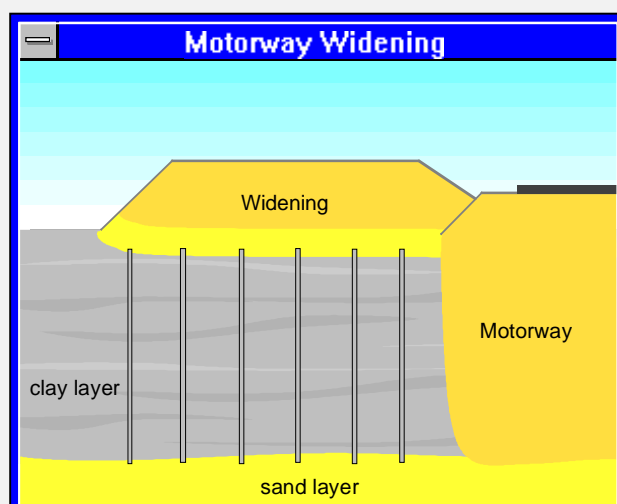 Motorway Widening
Widening
Motorway
clay layer
sand layer